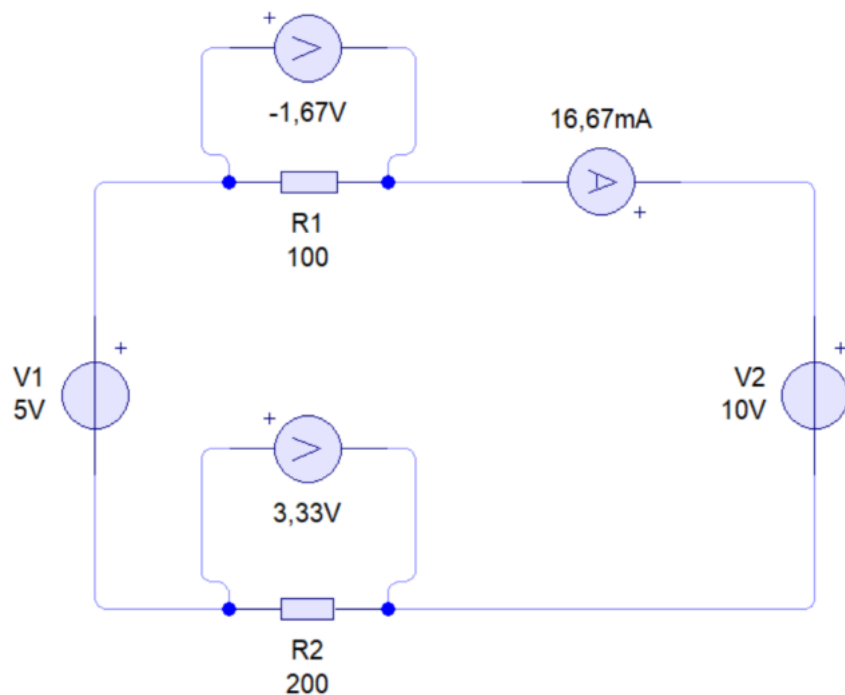 +
V
-1,67V
16,67mA
A
+
R1
100
+
V1
5V
+
V2
10V
+
V
3,33V
R2
200